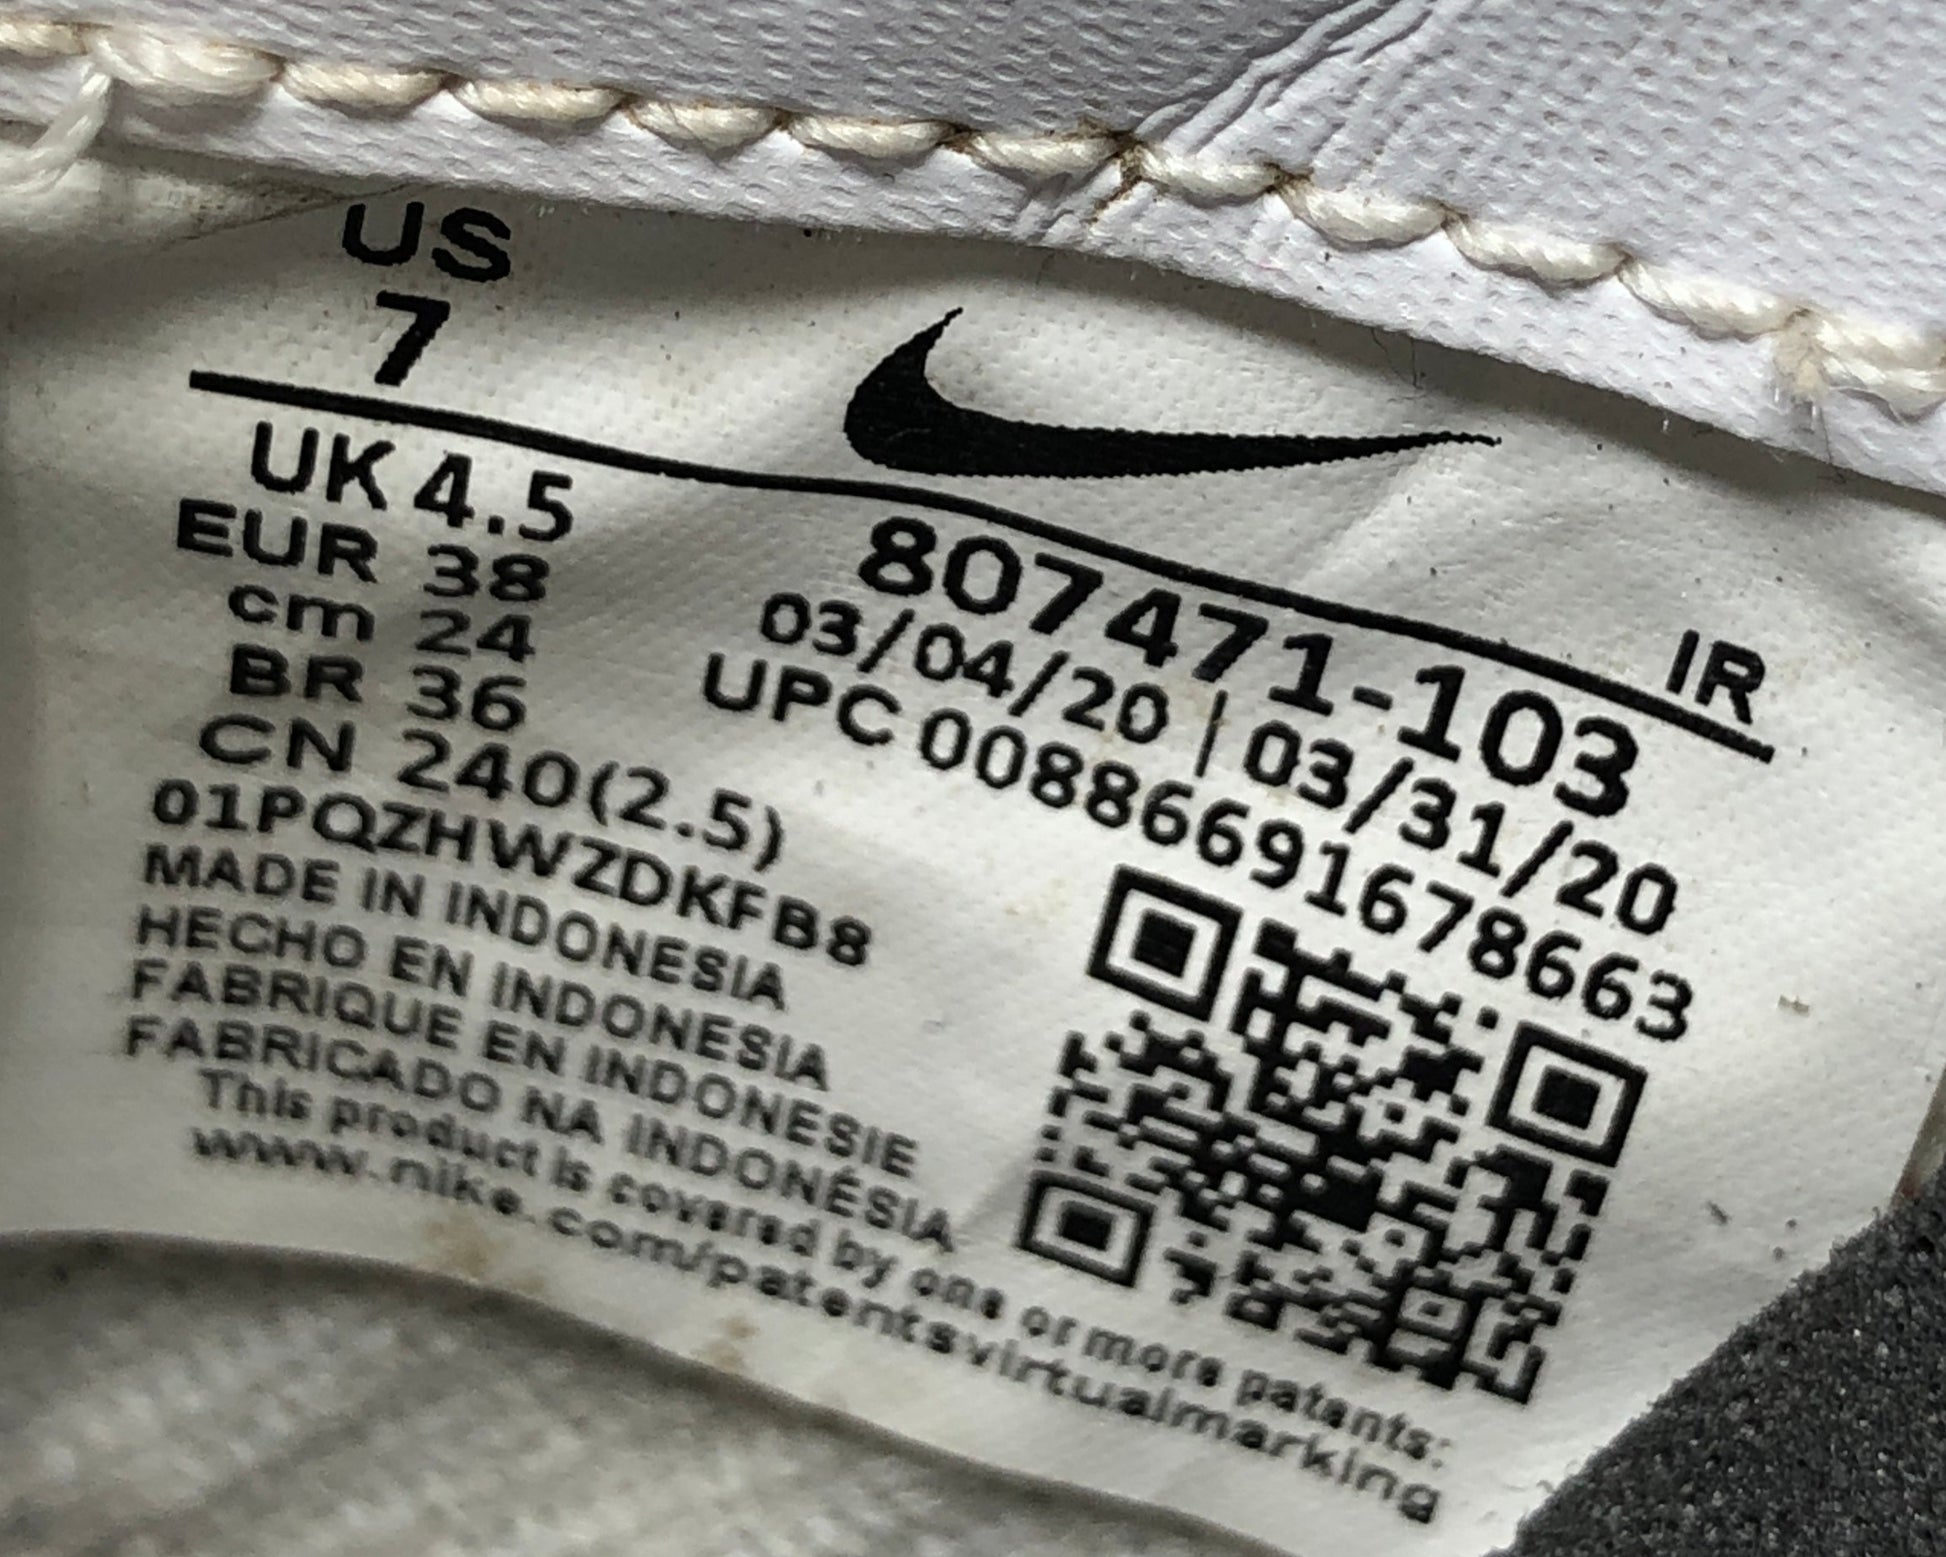 US
7
UK 4.5
EUR 38
cm 24
BR 36
CN 240(2.5)
01PQZHWZDKFB8
MADE IN INDONESIA
HECHO EN INDONESIA
FABRIQUE EN INDONESIE
FABRICADO NA INDONÉSIA
This product is covered by one or more patents:
www.nike.com/patentsvirtualmarking
IR
807471-103
03/04/20 | 03/31/20
UPC 00886691678663